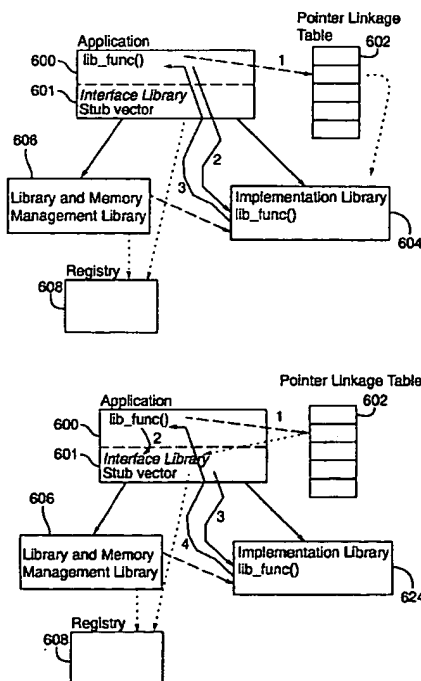 Pointer Linkage
Table
602
Application
600
lib_func()
1
601
Interface Library
Stub vector
606
2
3
Library and Memory
Management Library
Implementation Library
lib_func()
604
Registry
608
Pointer Linkage Table
602
Application
600
lib_func()
1
2
601
Interface Library
Stub vector
606
3
4
Library and Memory
Management Library
Implementation Library
lib_func()
624
Registry
608